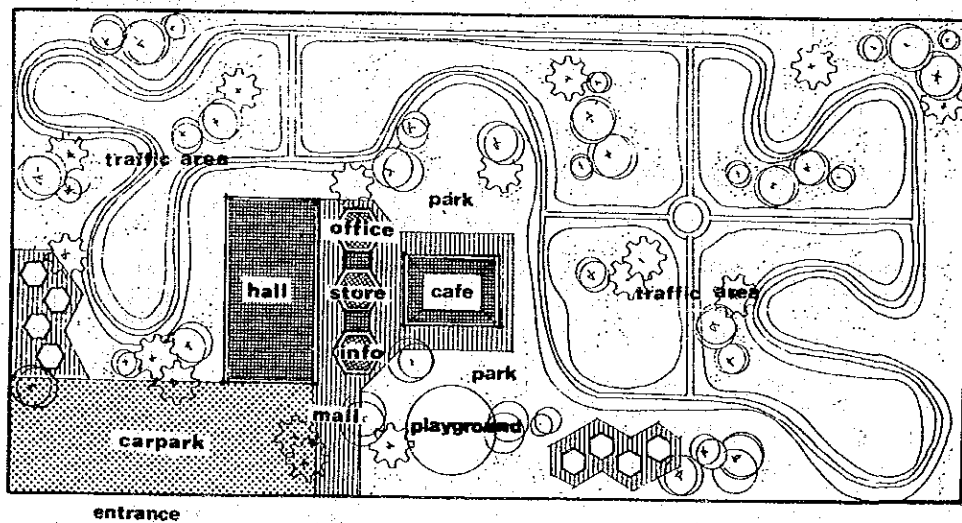 traffic area
park
office
hall
store
cafe
traffic area
info
park
mall
playground
carpark
entrance